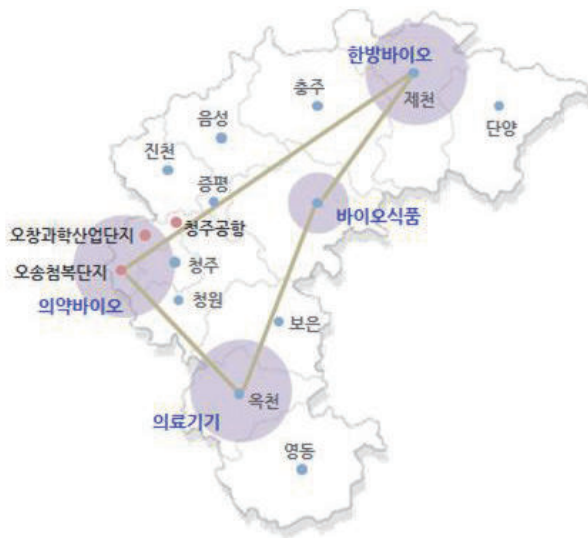 한방바이오
충주
제천
단양
음성
진천
증평
바이오식품
청주공항
오창과학산업단지
청주
오송첨복단지
의약바이오
청원
보은
옥천
의료기기
영동